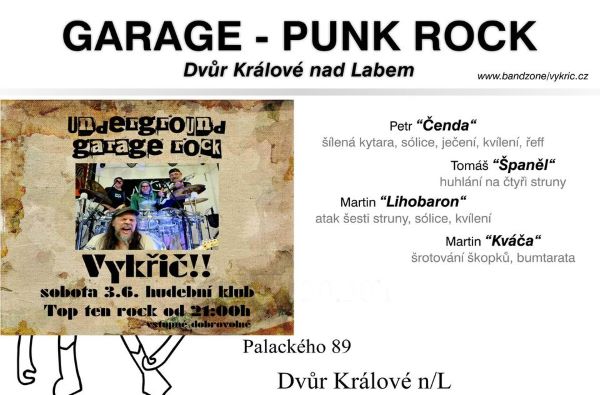 GARAGE - PUNK ROCK
Dvůr Králové nad Labem
www.bandzone/vykric.cz
Underground
garage rock
Vykřič!!
sobota 3.6. hudební klub
Top ten rock od 21:00h
vstupné dobrovolné
Petr “Čenda“
šílená kytara, sólice, ječení, kvílení, řeff
Tomáš “Španěl“
huhlání na čtyři struny
Martin “Lihobaron“
atak šesti struny, sólice, kvílení
Martin “Kváča“
šrotování škopků, bumtarata
Palackého 89
Dvůr Králové n/L